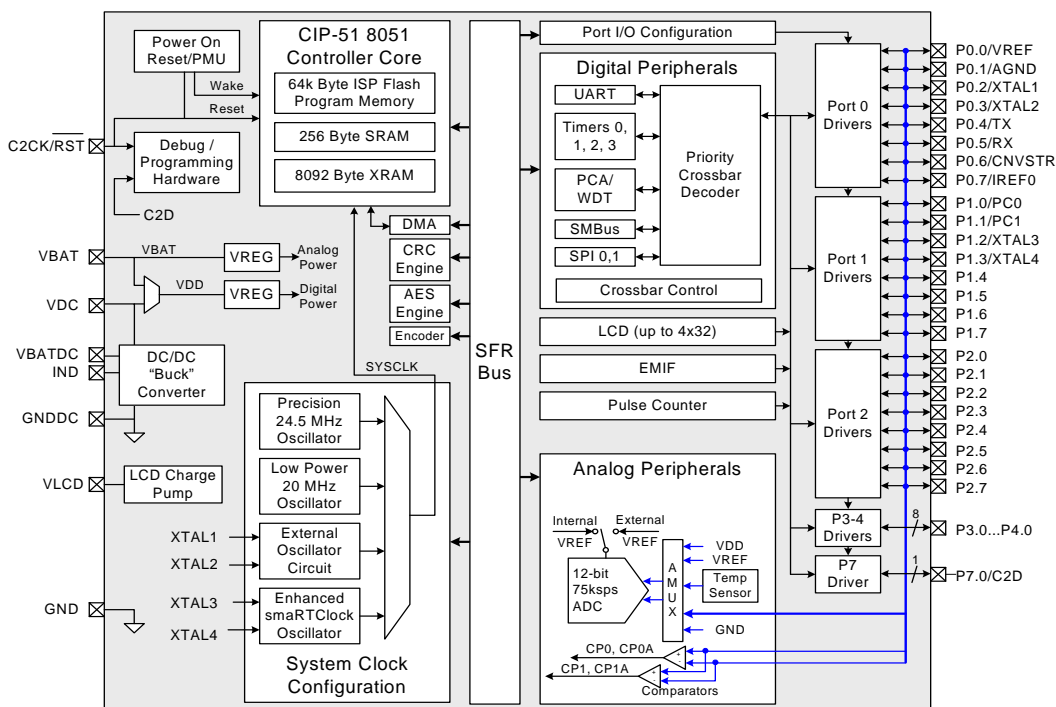 Power On
Reset/PMU
Wake
Reset
C2CK/RST
Debug /
Programming
Hardware
C2D
CIP-51 8051
Controller Core
64k Byte ISP Flash
Program Memory
256 Byte SRAM
8092 Byte XRAM
DMA
CRC
Engine
AES
Engine
Encoder
VBAT
VBAT
VREG
Analog
Power
VDC
VDD
VREG
Digital
Power
VBATDC
IND
DC/DC
“Buck”
Converter
GNDDC
VLCD
LCD Charge
Pump
SYSCLK
Precision
24.5 MHz
Oscillator
Low Power
20 MHz
Oscillator
XTAL1
XTAL2
External
Oscillator
Circuit
XTAL3
XTAL4
Enhanced
smaRTClock
Oscillator
GND
System Clock
Configuration
SFR
Bus
Port I/O Configuration
Digital Peripherals
UART
Timers 0,
1, 2, 3
PCA/
WDT
SMBus
SPI 0,1
Priority
Crossbar
Decoder
Crossbar Control
LCD (up to 4x32)
EMIF
Pulse Counter
Analog Peripherals
Internal
VREF
External
VREF
12-bit
75ksps
ADC
A
M
U
X
VDD
VREF
Temp
Sensor
GND
CP0, CP0A
CP1, CP1A
+
-
+
-
Comparators
Port 0
Drivers
Port 1
Drivers
Port 2
Drivers
P3-4
Drivers
P7
Driver
8
1
P0.0/VREF
P0.1/AGND
P0.2/XTAL1
P0.3/XTAL2
P0.4/TX
P0.5/RX
P0.6/CNVSTR
P0.7/IREF0
P1.0/PC0
P1.1/PC1
P1.2/XTAL3
P1.3/XTAL4
P1.4
P1.5
P1.6
P1.7
P2.0
P2.1
P2.2
P2.3
P2.4
P2.5
P2.6
P2.7
P3.0...P4.0
P7.0/C2D